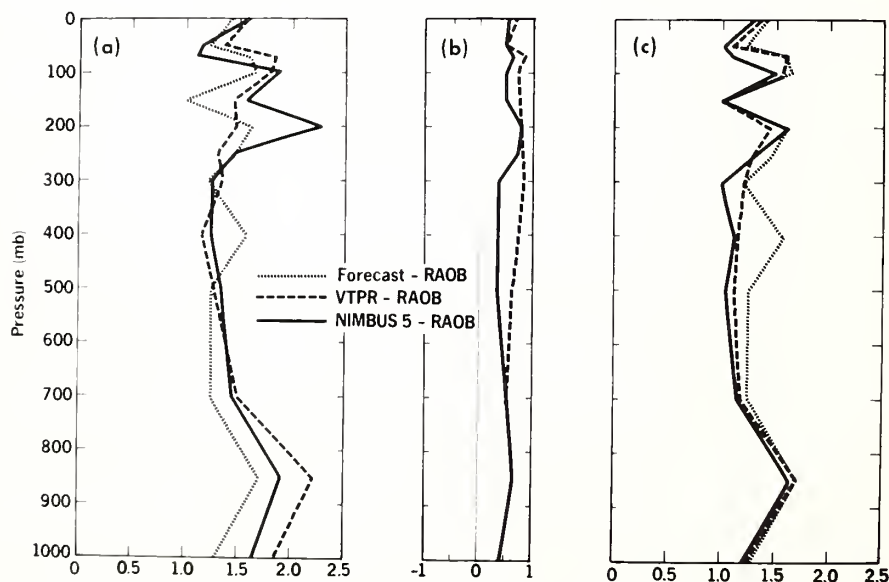 (a)
(b)
(c)
0
100
200
300
400
500
600
700
800
900
1000
Pressure (mb)
Forecast - RAOB
VTPR - RAOB
NIMBUS 5 - RAOB
0 0.5 1.0 1.5 2.0 2.5
-1 0 1
0 0.5 1.0 1.5 2.0 2.5